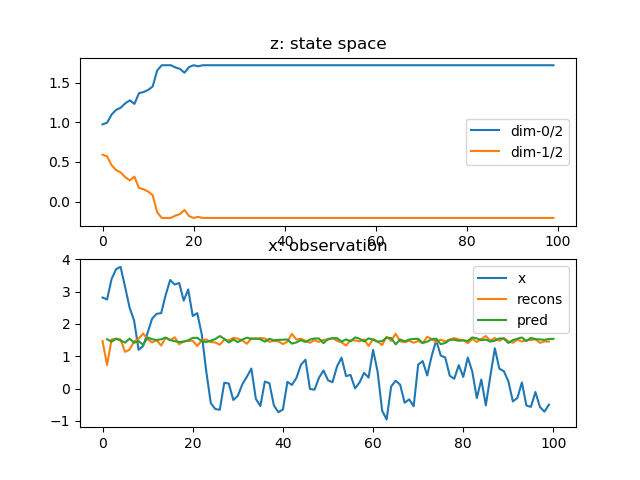 z: state space
1.5
1.0
0.5
0.0
dim-0/2
dim-1/2
0 20 40 60 80 100
x: observation
4
3
2
1
0
−1
x
recons
pred
0 20 40 60 80 100